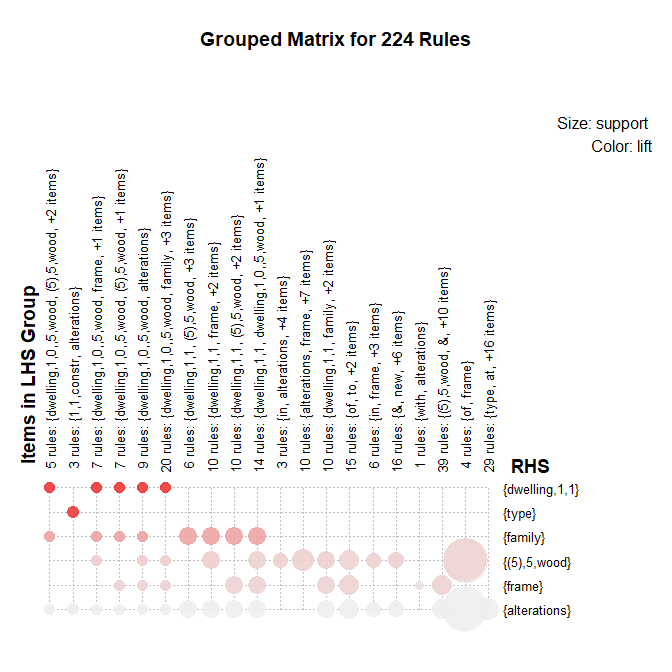 Grouped Matrix for 224 Rules
Size: support
Color: lift
Items in LHS Group
5 rules: {dwelling,1,0,,5,wood, (5),5,wood, +2 items}
3 rules: {1,1,constr, alterations}
7 rules: {dwelling,1,0,,5,wood, frame, +1 items}
7 rules: {dwelling,1,0,,5,wood, (5),5,wood, +1 items}
9 rules: {dwelling,1,0,,5,wood, alterations}
20 rules: {dwelling,1,0,,5,wood, family, +3 items}
6 rules: {dwelling,1,1, (5),5,wood, +3 items}
10 rules: {dwelling,1,1, frame, +2 items}
10 rules: {dwelling,1,1, (5),5,wood, +2 items}
14 rules: {dwelling,1,1, dwelling,1,0,,5,wood, +1 items}
3 rules: {in, alterations, +4 items}
10 rules: {alterations, frame, +7 items}
10 rules: {dwelling,1,1, family, +2 items}
15 rules: {of, to, +2 items}
6 rules: {in, frame, +3 items}
16 rules: {&, new, +6 items}
1 rules: {with, alterations}
39 rules: {(5),5,wood, &, +10 items}
4 rules: {of, frame}
29 rules: {type, at, +16 items}
RHS
{dwelling,1,1}
{type}
{family}
{(5),5,wood}
{frame}
{alterations}